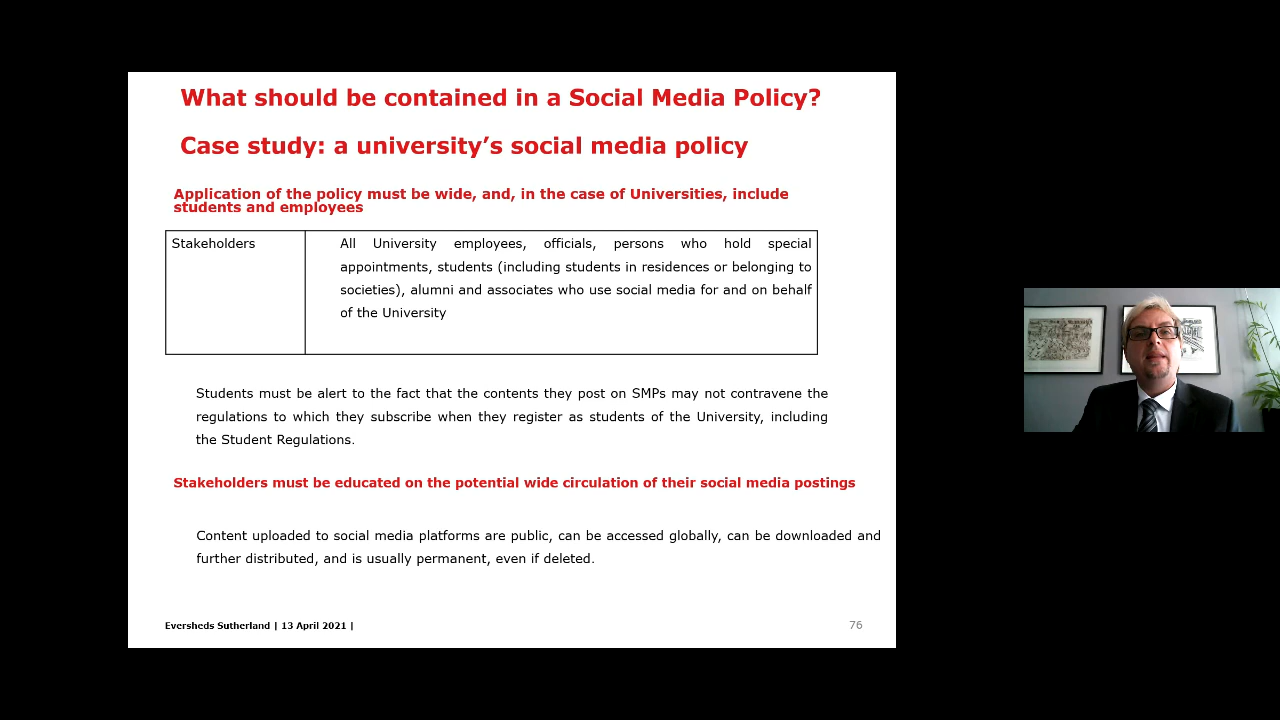 What should be contained in a Social Media Policy?
Case study: a university’s social media policy
Application of the policy must be wide, and, in the case of Universities, include
students and employees
Stakeholders
All University employees, officials, persons who hold special
appointments, students (including students in residences or belonging to
societies), alumni and associates who use social media for and on behalf
of the University
Students must be alert to the fact that the contents they post on SMPs may not contravene the
regulations to which they subscribe when they register as students of the University, including
the Student Regulations.
Stakeholders must be educated on the potential wide circulation of their social media postings
Content uploaded to social media platforms are public, can be accessed globally, can be downloaded and
further distributed, and is usually permanent, even if deleted.
Eversheds Sutherland | 13 April 2021 |
76